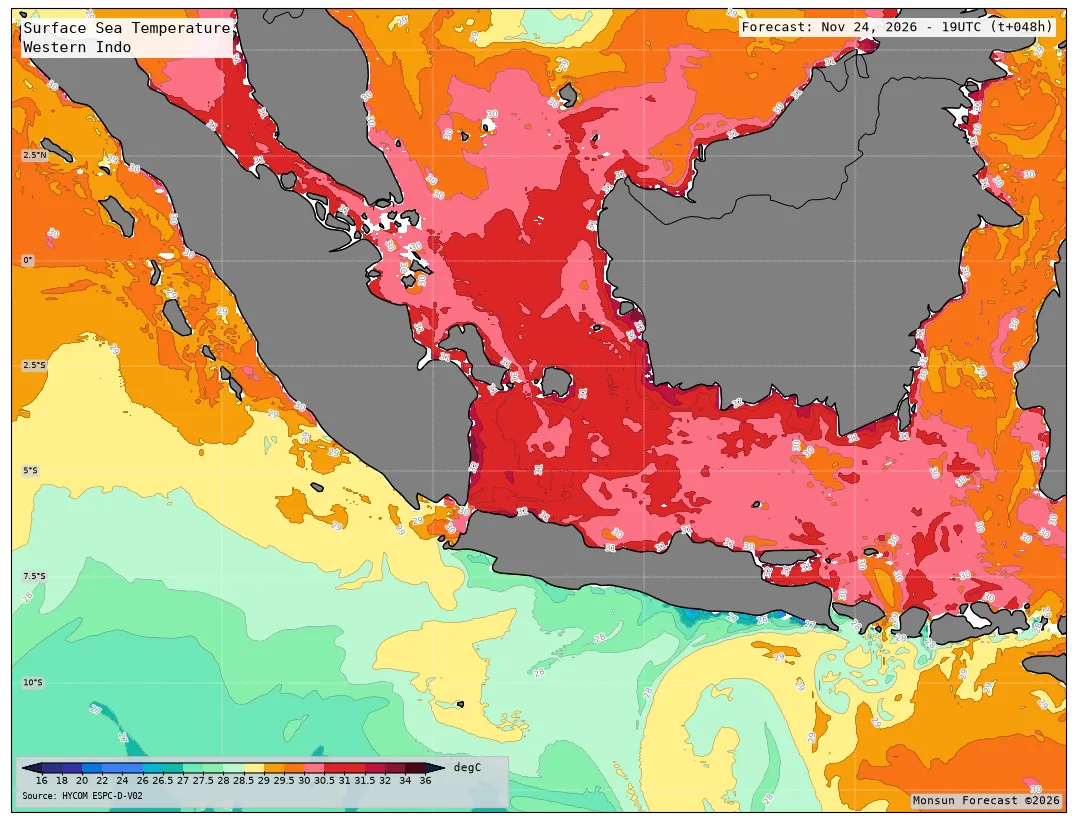 Surface Sea Temperature
Western Indo
Forecast: Nov 24, 2026 - 19UTC (t+048h)
2.5°N
0°
2.5°S
5°S
7.5°S
10°S
degC
16 18 20 22 24 26 26.5 27 27.5 28 28.5 29 29.5 30 30.5 31 31.5 32 34 36
Source: HYCOM ESPC-D-V02
Monsun Forecast ©2026